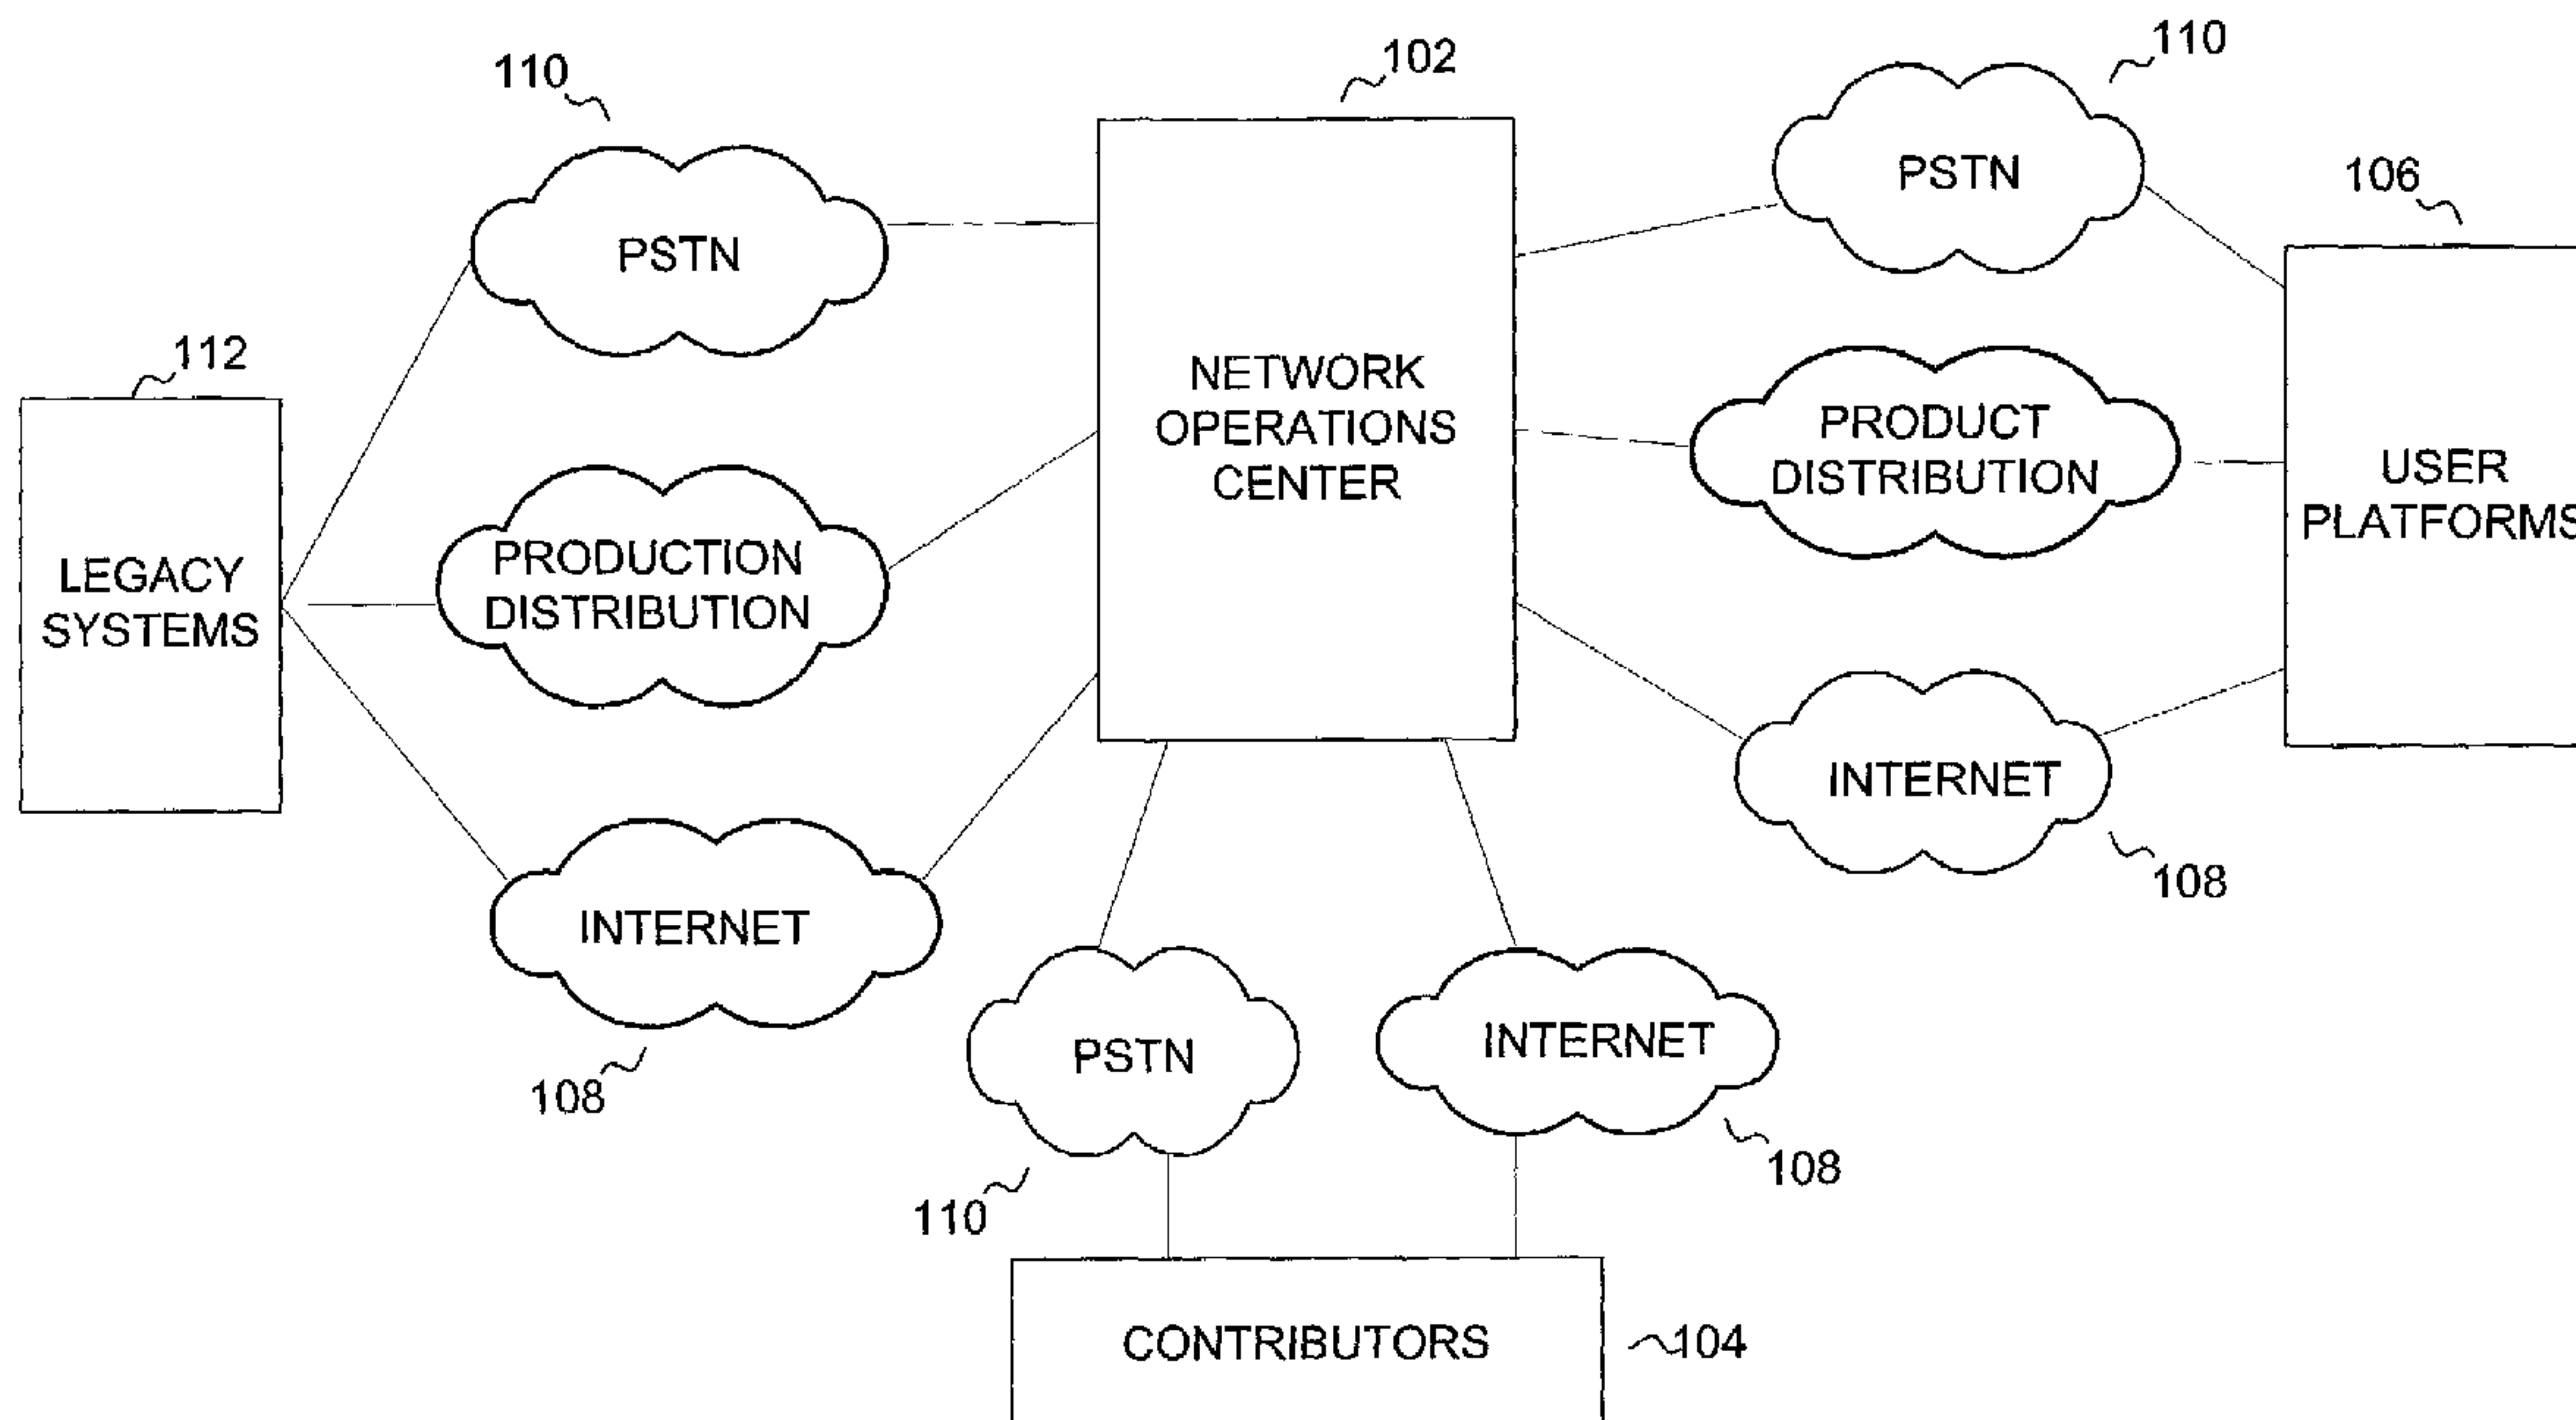 110
102
110
PSTN
PSTN
106
112
NETWORK
OPERATIONS
CENTER
PRODUCT
DISTRIBUTION
USER
PLATFORMS
LEGACY
SYSTEMS
PRODUCTION
DISTRIBUTION
INTERNET
108
INTERNET
108
PSTN
110
INTERNET
108
CONTRIBUTORS
104